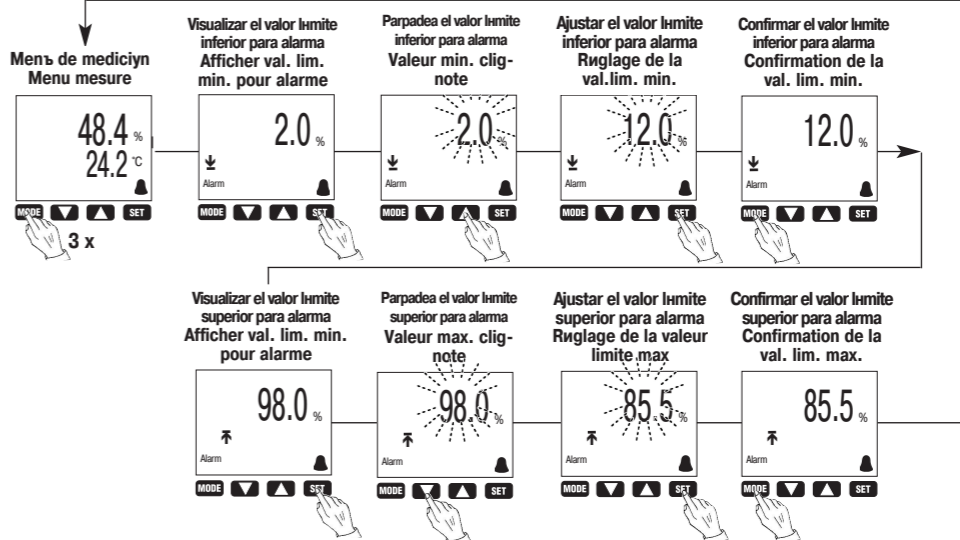 Menъ de mediciyn
Menu mesure
48.4 %
24.2 °C
MODE SET
3 x
Visualizar el valor lнmite
inferior para alarma
Afficher val. lim.
min. pour alarme
2.0 %
Alarm
MODE SET
Parpadea el valor lнmite
inferior para alarma
Valeur min. clig-
note
2.0 %
Alarm
MODE SET
Ajustar el valor lнmite
inferior para alarma
Rиglage de la
val.lim. min.
12.0 %
Alarm
MODE SET
Confirmar el valor lнmite
inferior para alarma
Confirmation de la
val. lim. min.
12.0 %
Alarm
MODE SET
Visualizar el valor lнmite
superior para alarma
Afficher val. lim. min.
pour alarme
98.0 %
Alarm
MODE SET
Parpadea el valor lнmite
superior para alarma
Valeur max. clig-
note
98.0 %
Alarm
MODE SET
Ajustar el valor lнmite
superior para alarma
Rиglage de la valeur
limite max
85.5 %
Alarm
MODE SET
Confirmar el valor lнmite
superior para alarma
Confirmation de la
val. lim. max.
85.5 %
Alarm
MODE SET